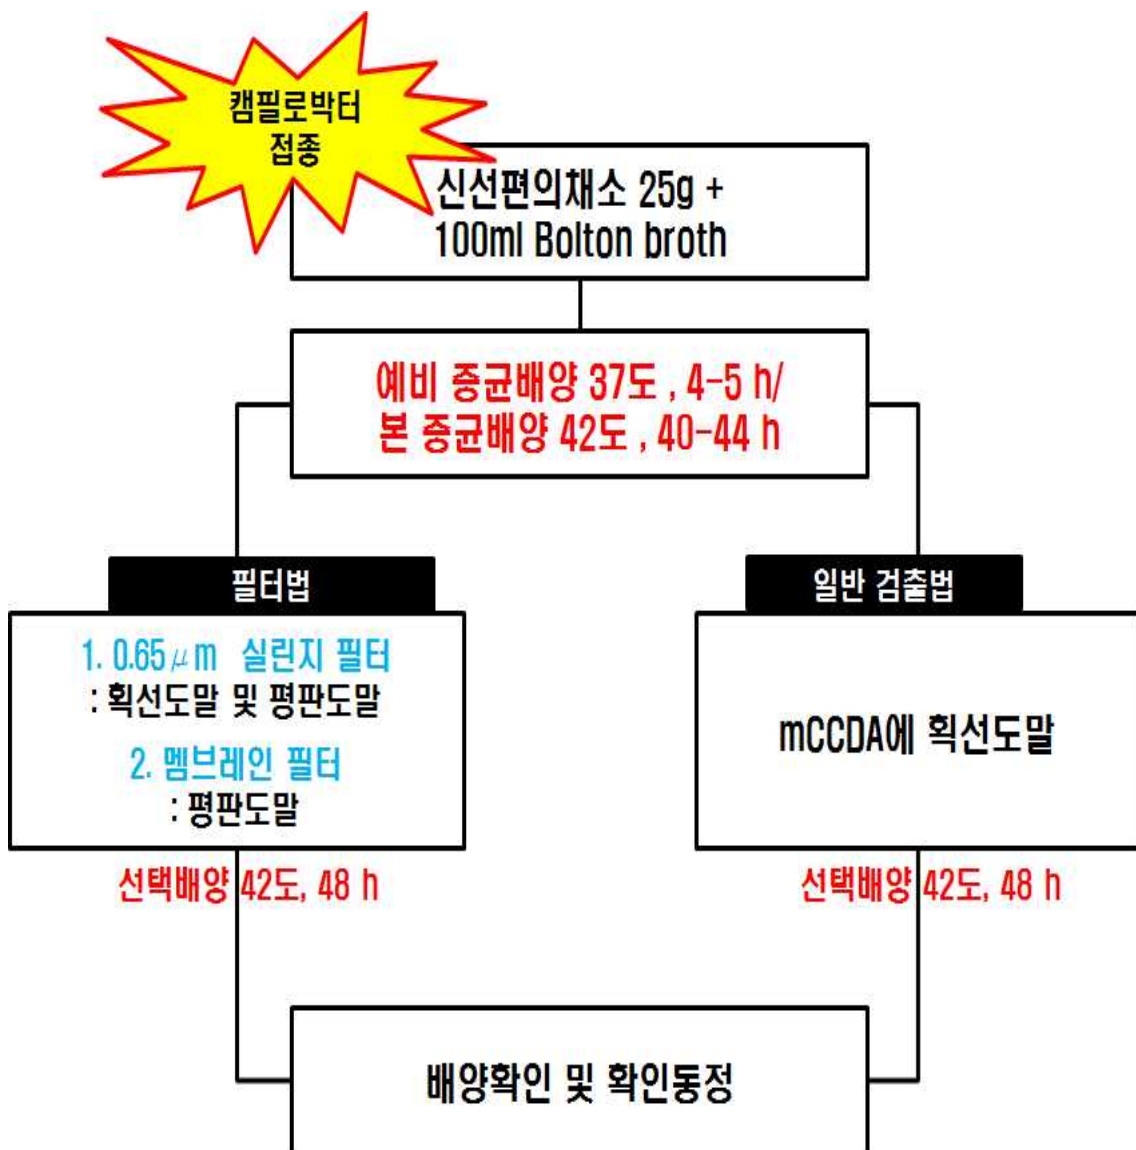 캠필로박터
접종
신선편의채소 25g +
100ml Bolton broth
예비 증균배양 37도 , 4-5 h/
본 증균배양 42도 , 40-44 h
필터법
1. 0.65μm 실린지 필터
: 획선도말 및 평판도말
2. 멤브레인 필터
: 평판도말
선택배양 42도, 48 h
일반 검출법
mCCDA에 획선도말
선택배양 42도, 48 h
배양확인 및 확인동정